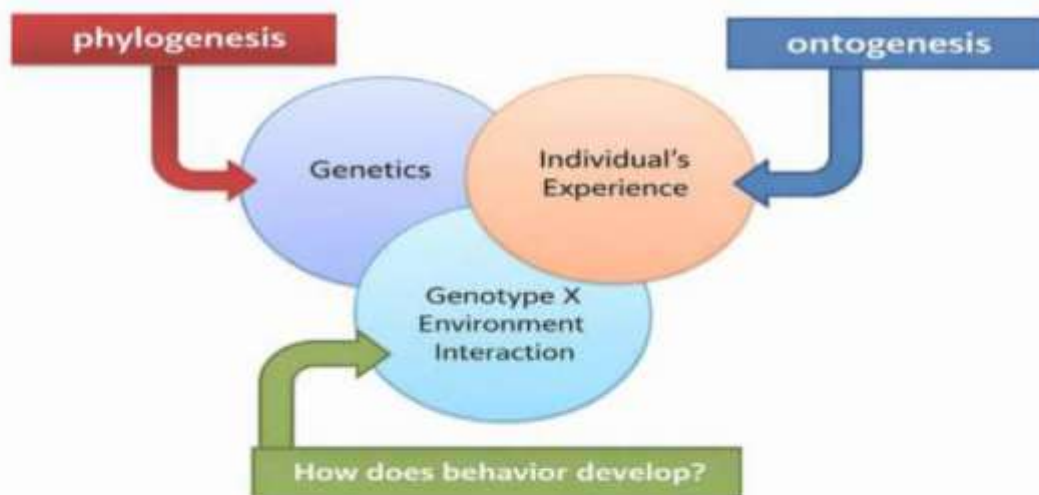 phylogenesis
ontogenesis
Genetics
Individual's
Experience
Genotype X
Environment
Interaction
How does behavior develop?